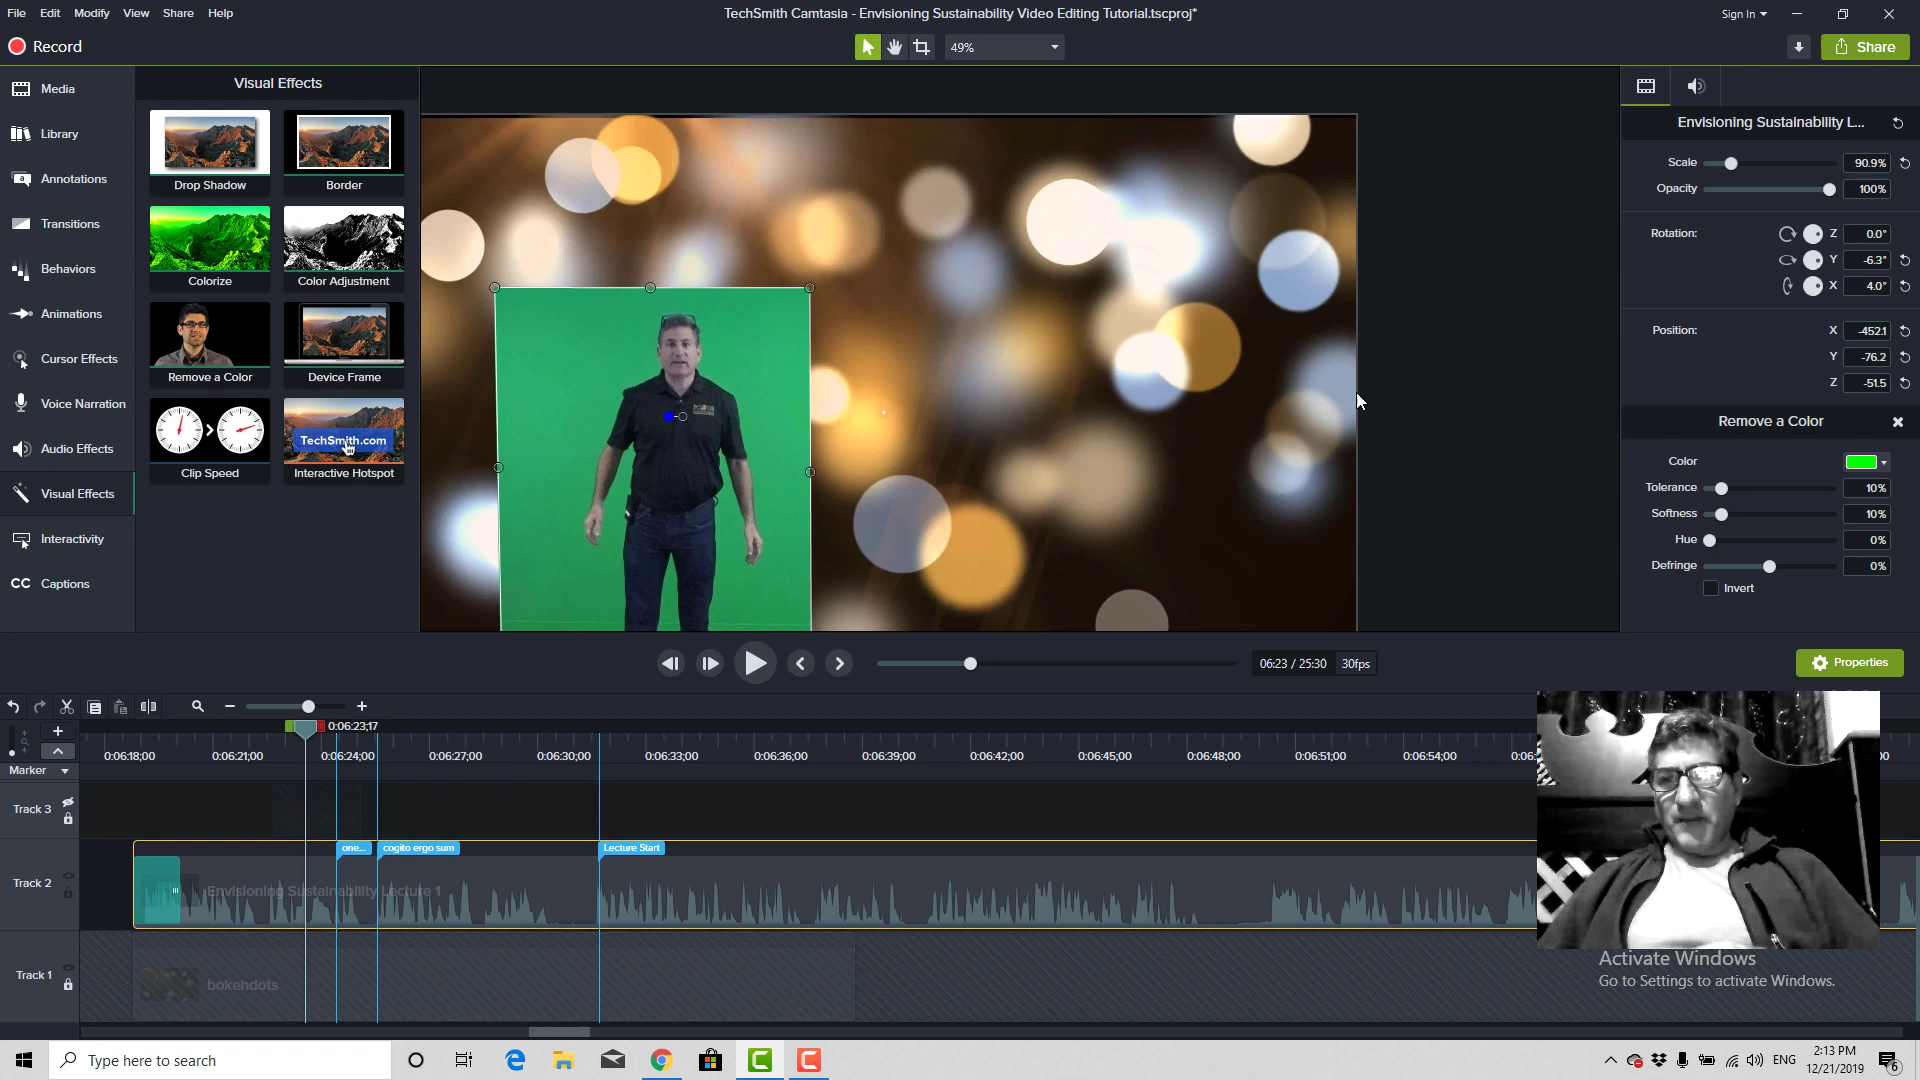 File Edit Modify View Share Help
TechSmith Camtasia - Envisioning Sustainability Video Editing Tutorial.tscproj*
Sign In
Record
49%
Share
Media
Library
Annotations
Transitions
Behaviors
Animations
Cursor Effects
Voice Narration
Audio Effects
Visual Effects
Interactivity
CC Captions
Visual Effects
Drop Shadow Border
Colorize Color Adjustment
Remove a Color Device Frame
TechSmith.com
Clip Speed Interactive Hotspot
Envisioning Sustainability L...
Scale 90.9%
Opacity 100%
Rotation: Z 0.0°
Y -6.3°
X 4.0°
Position: X -452.1
Y -76.2
Z -51.5
Remove a Color
Color
Tolerance 10%
Softness 10%
Hue 0%
Defringe 0%
Invert
06:23 / 25:30 30fps
Properties
0:06:23;17
0:06:18;00 0:06:21;00 0:06:24;00 0:06:27;00 0:06:30;00 0:06:33;00 0:06:36;00 0:06:39;00 0:06:42;00 0:06:45;00 0:06:48;00 0:06:51;00 0:06:54;00
Marker
Track 3
one... cogito ergo sum Lecture Start
Track 2 Envisioning Sustainability Lecture 1
Track 1 bokehdots
Activate Windows
Go to Settings to activate Windows.
Type here to search
ENG
2:13 PM
12/21/2019
6